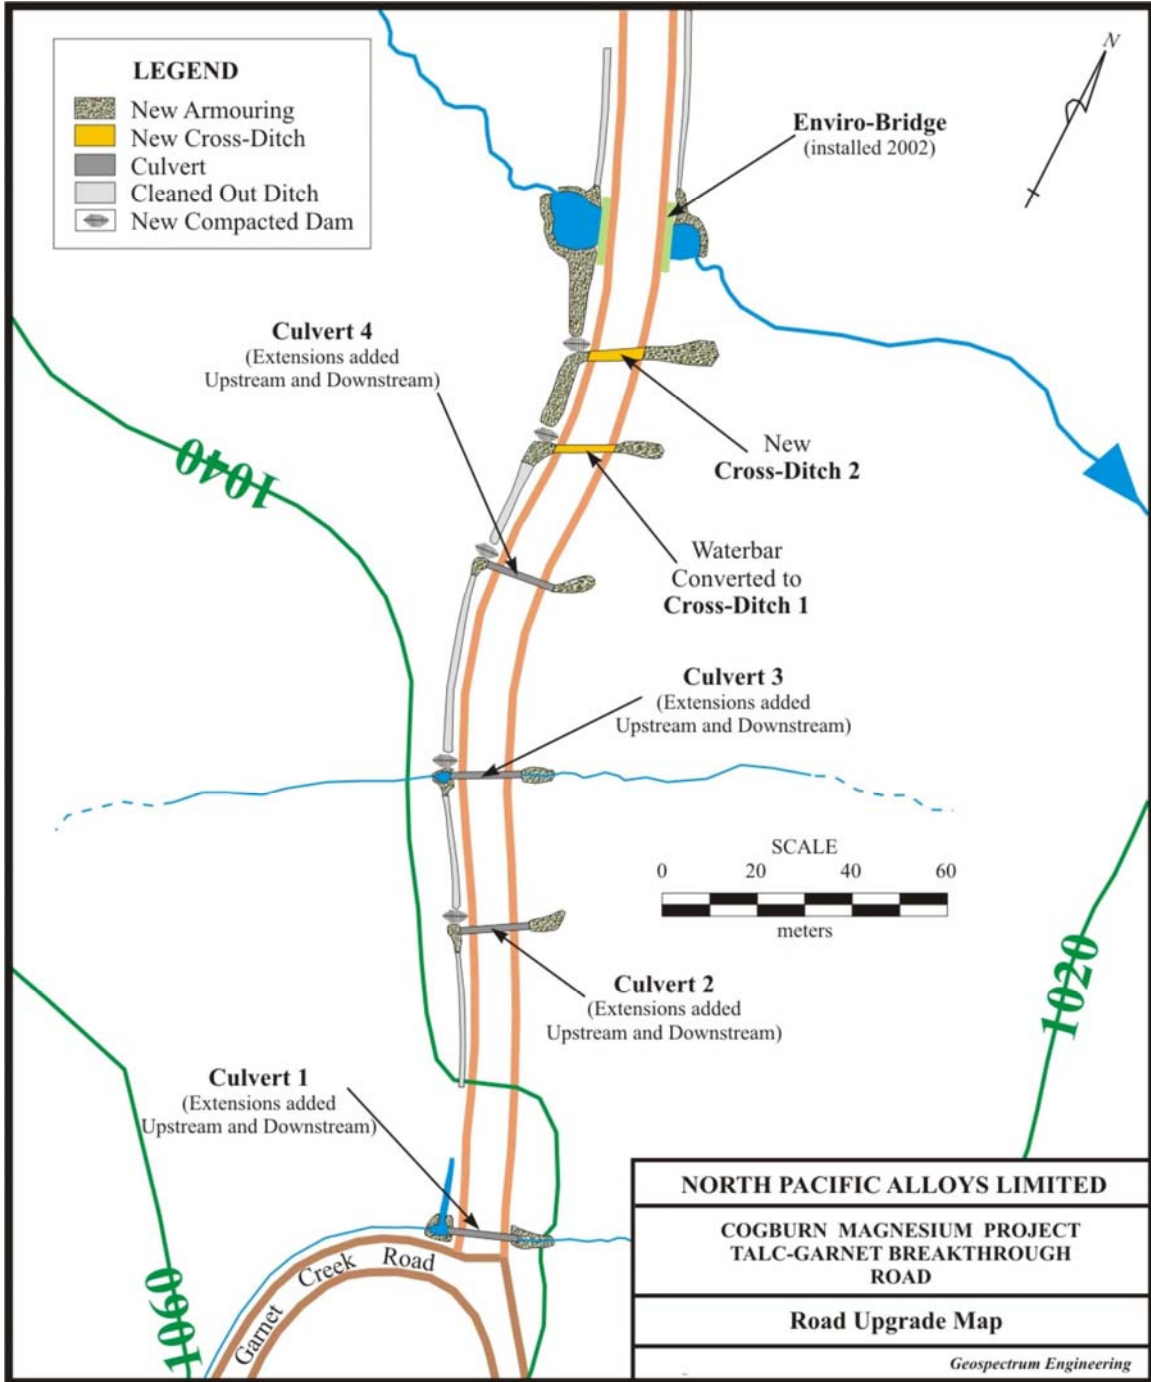 LEGEND
New Armouring
New Cross-Ditch
Culvert
Cleaned Out Ditch
New Compacted Dam
N
Enviro-Bridge
(installed 2002)
Culvert 4
(Extensions added
Upstream and Downstream)
1040
New
Cross-Ditch 2
Waterbar
Converted to
Cross-Ditch 1
Culvert 3
(Extensions added
Upstream and Downstream)
SCALE
0 20 40 60
meters
Culvert 2
(Extensions added
Upstream and Downstream)
1020
Culvert 1
(Extensions added
Upstream and Downstream)
Garnet Creek Road
1060
NORTH PACIFIC ALLOYS LIMITED
COGBURN MAGNESIUM PROJECT
TALC-GARNET BREAKTHROUGH
ROAD
Road Upgrade Map
Geospectrum Engineering